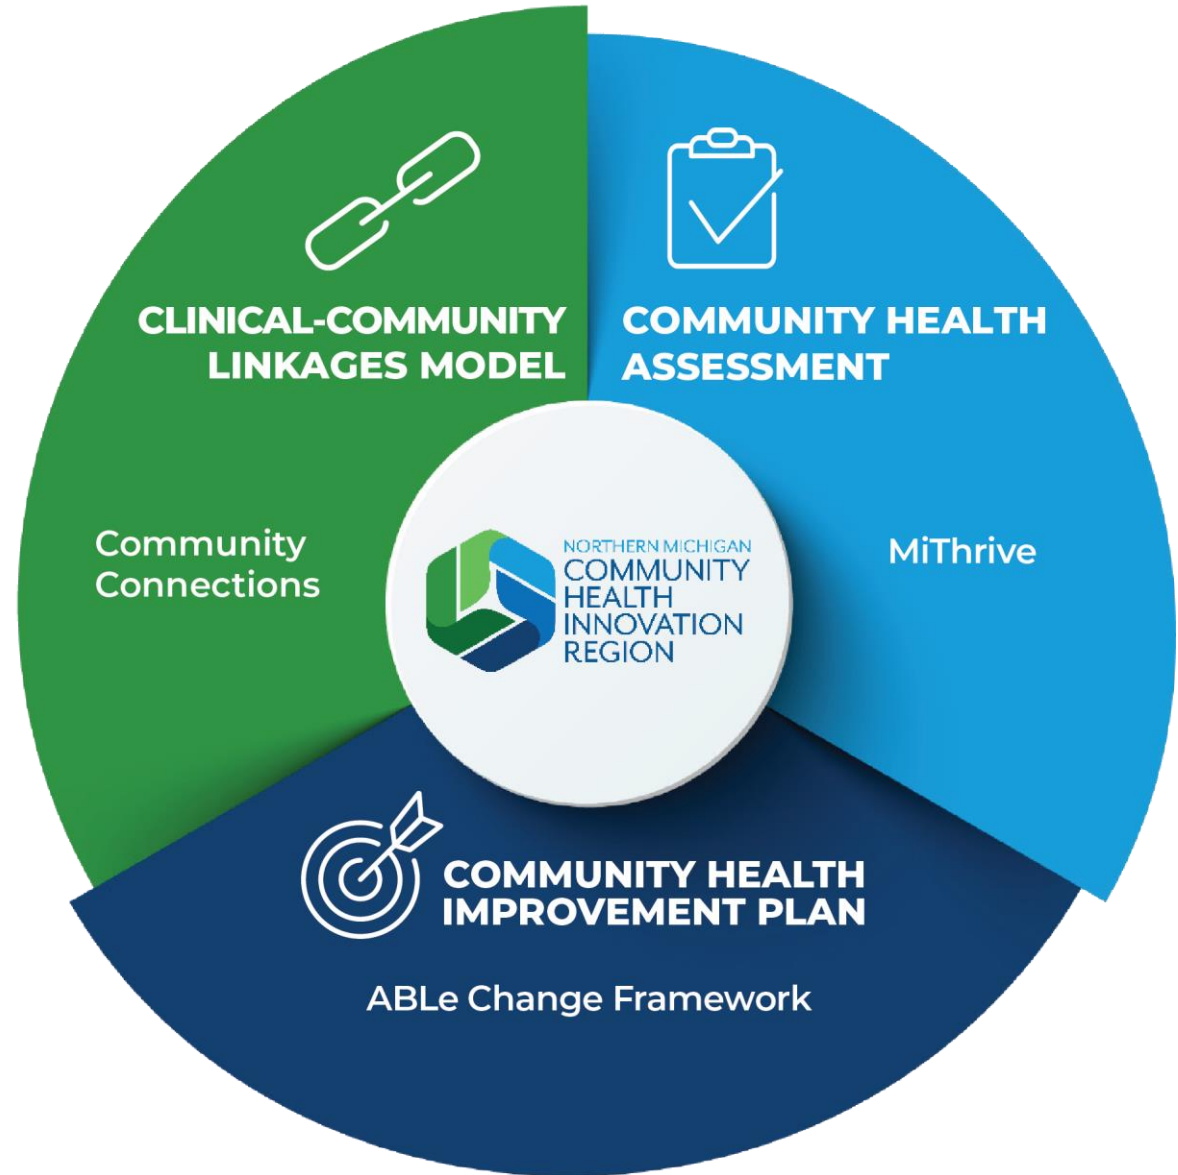 CLINICAL-COMMUNITY
LINKAGES MODEL
Community
Connections
COMMUNITY HEALTH
ASSESSMENT
MiThrive
NORTHERN MICHIGAN
COMMUNITY
HEALTH
INNOVATION
REGION
COMMUNITY HEALTH
IMPROVEMENT PLAN
ABLe Change Framework